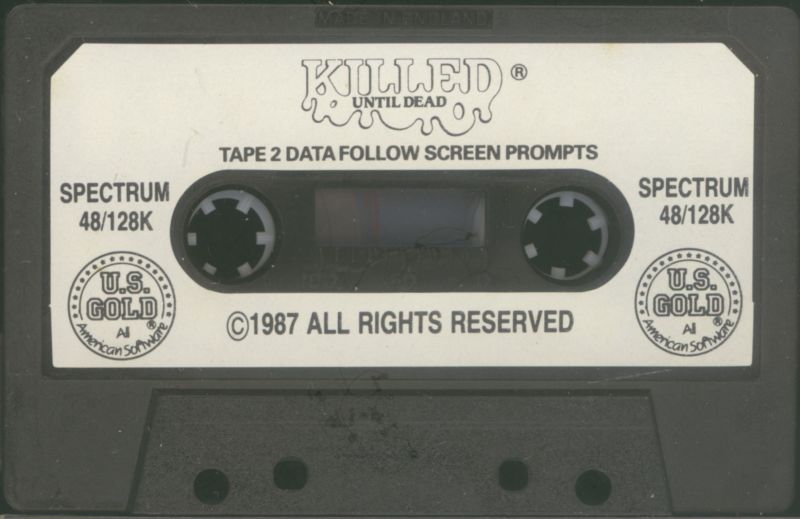 MADE IN ENGLAND
KILLED ®
UNTIL DEAD
TAPE 2 DATA FOLLOW SCREEN PROMPTS
SPECTRUM
48/128K
SPECTRUM
48/128K
U.S.
GOLD ®
All
American Software
U.S.
GOLD ®
All
American Software
©1987 ALL RIGHTS RESERVED